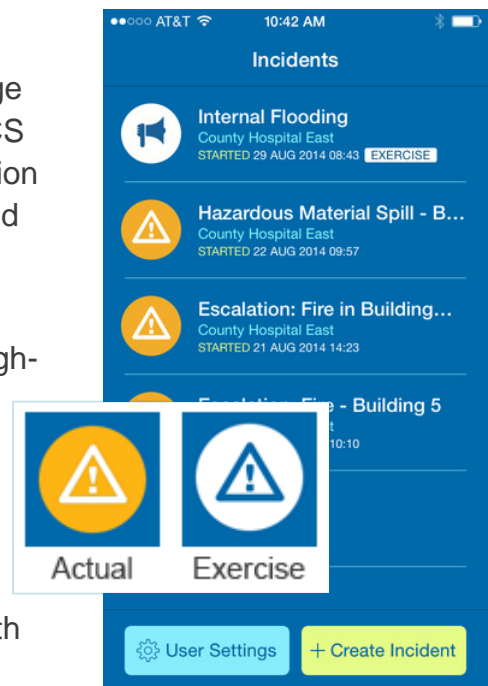 AT&T 10:42 AM
Incidents
ge
CS
ion
d
gh-
th
Internal Flooding
County Hospital East
STARTED 29 AUG 2014 08:43 EXERCISE
Hazardous Material Spill - B...
County Hospital East
STARTED 22 AUG 2014 09:57
Escalation: Fire in Building...
County Hospital East
STARTED 21 AUG 2014 14:23
- Building 5
10:10
Actual Exercise
User Settings + Create Incident